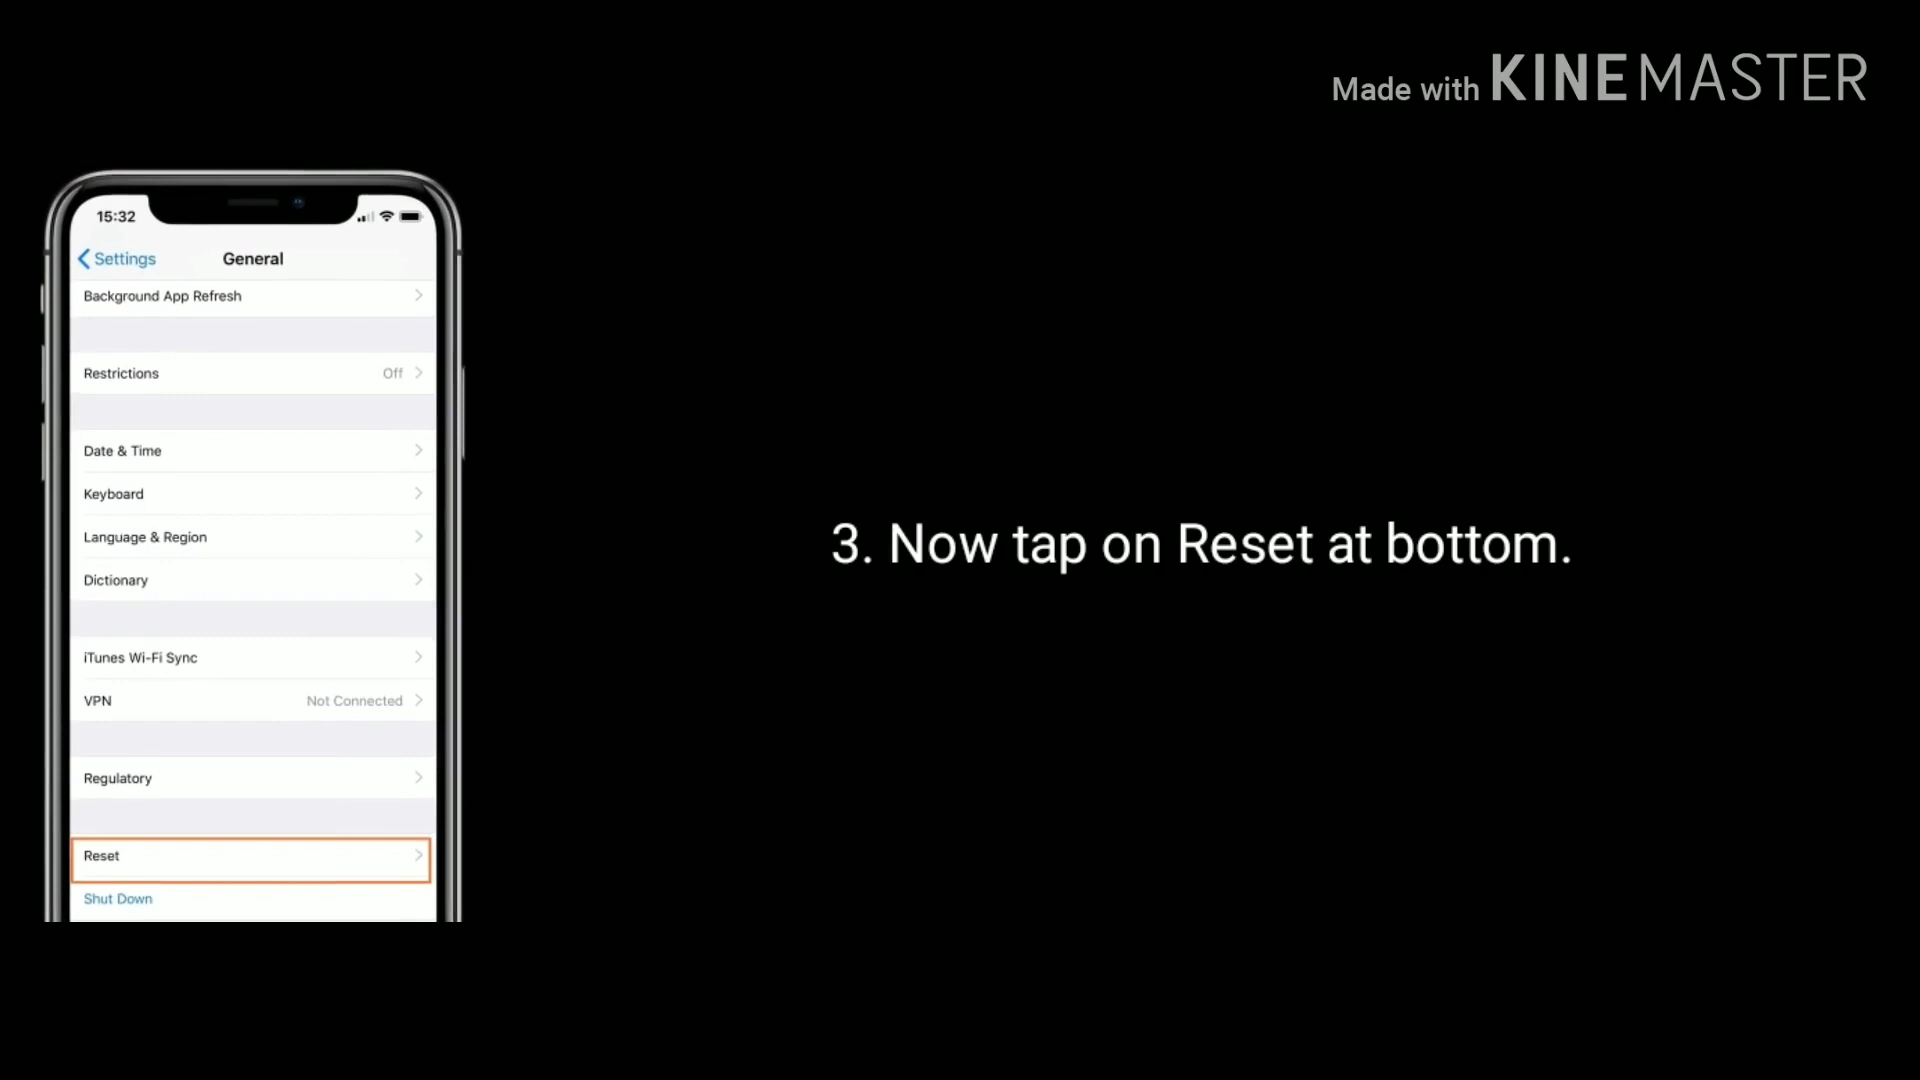 Made with KINEMASTER
15:32
Settings General
Background App Refresh
Restrictions Off
Date & Time
Keyboard
Language & Region
Dictionary
iTunes Wi-Fi Sync
VPN Not Connected
Regulatory
Reset
Shut Down
3. Now tap on Reset at bottom.